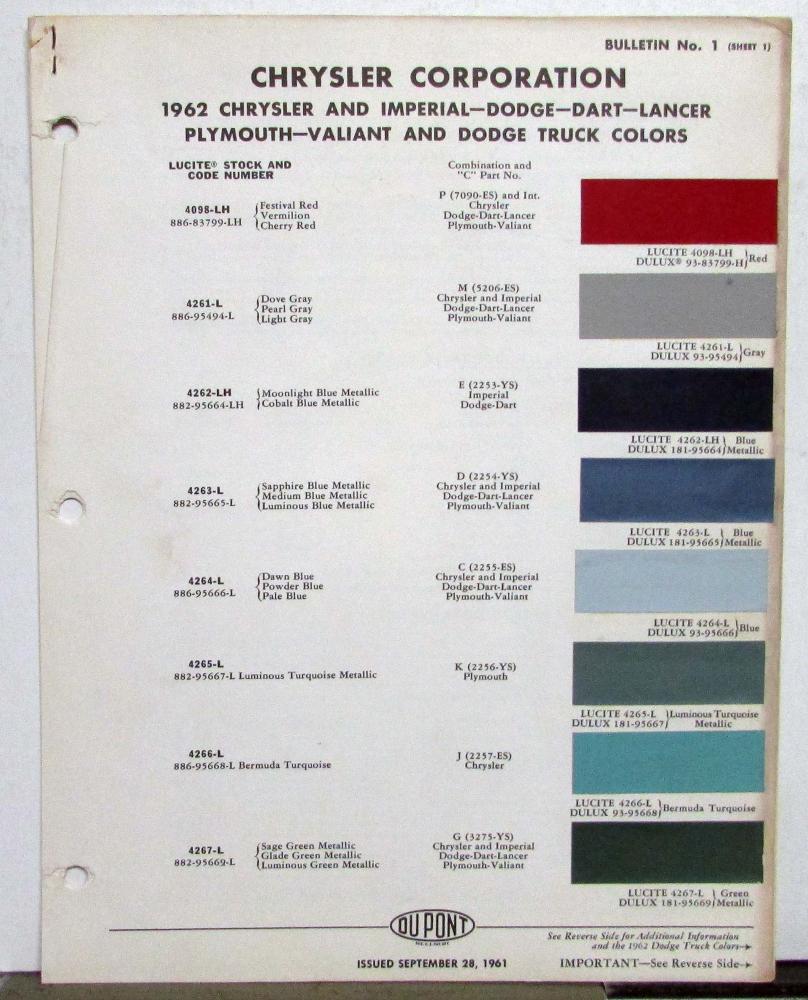 BULLETIN No. 1 (SHEET 1)
CHRYSLER CORPORATION
1962 CHRYSLER AND IMPERIAL—DODGE—DART—LANCER
PLYMOUTH—VALIANT AND DODGE TRUCK COLORS
LUCITE® STOCK AND
CODE NUMBER
Combination and
"C" Part No.
4098-LH
886-83799-LH
Festival Red
Vermilion
Cherry Red
P (7090-ES) and Int.
Chrysler
Dodge-Dart-Lancer
Plymouth-Valiant
LUCITE 4098-LH
DULUX® 93-83799-H
Red
4261-L
886-95494-L
Dove Gray
Pearl Gray
Light Gray
M (5206-ES)
Chrysler and Imperial
Dodge-Dart-Lancer
Plymouth-Valiant
LUCITE 4261-L
DULUX 93-95494
Gray
4262-LH
882-95664-LH
Moonlight Blue Metallic
Cobalt Blue Metallic
E (2253-YS)
Imperial
Dodge-Dart
LUCITE 4262-LH
DULUX 181-95664
Blue
Metallic
4263-L
882-95665-L
Sapphire Blue Metallic
Medium Blue Metallic
Luminous Blue Metallic
D (2254-YS)
Chrysler and Imperial
Dodge-Dart-Lancer
Plymouth-Valiant
LUCITE 4263-L
DULUX 181-95665
Blue
Metallic
4264-L
886-95666-L
Dawn Blue
Powder Blue
Pale Blue
C (2255-ES)
Chrysler and Imperial
Dodge-Dart-Lancer
Plymouth-Valiant
LUCITE 4264-L
DULUX 93-95666
Blue
4265-L
882-95667-L Luminous Turquoise Metallic
K (2256-YS)
Plymouth
LUCITE 4265-L
DULUX 181-95667
Luminous Turquoise
Metallic
4266-L
886-95668-L Bermuda Turquoise
J (2257-ES)
Chrysler
LUCITE 4266-L
DULUX 93-95668
Bermuda Turquoise
4267-L
882-95669-L
Sage Green Metallic
Glade Green Metallic
Luminous Green Metallic
G (3275-YS)
Chrysler and Imperial
Dodge-Dart-Lancer
Plymouth-Valiant
LUCITE 4267-L
DULUX 181-95669
Green
Metallic
DU PONT
See Reverse Side for Additional Information
and the 1962 Dodge Truck Colors→
ISSUED SEPTEMBER 28, 1961
IMPORTANT—See Reverse Side→